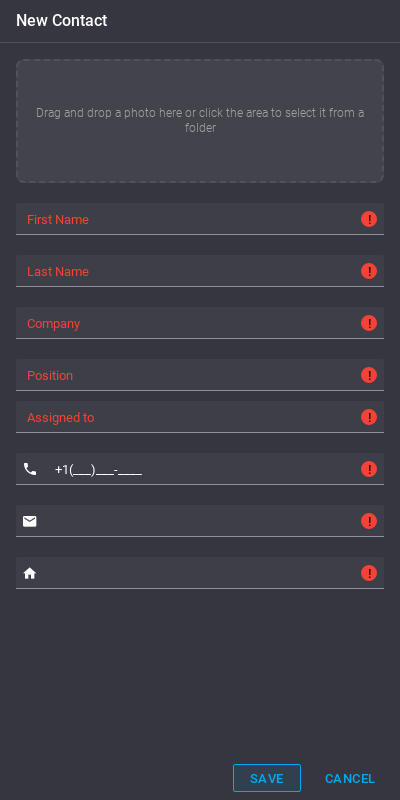 New Contact
Drag and drop a photo here or click the area to select it from a
folder
First Name
Last Name
Company
Position
Assigned to
+1(___)___-____
SAVE CANCEL